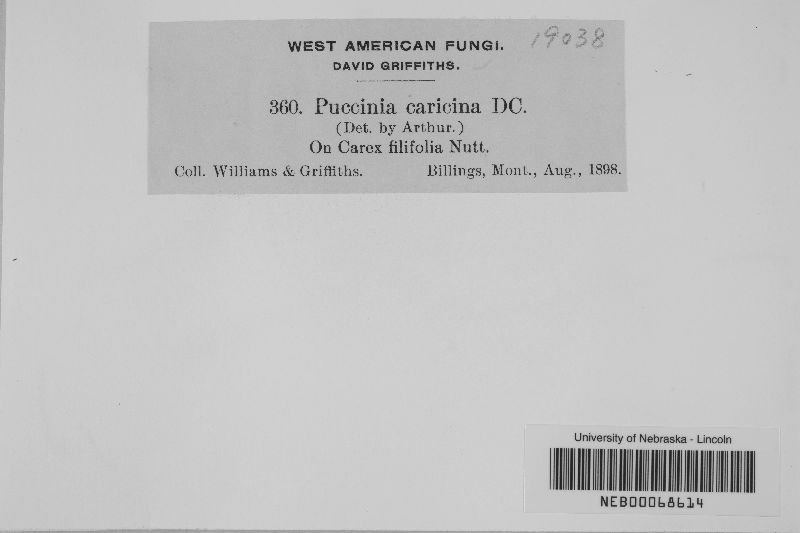 19038
WEST AMERICAN FUNGI.
DAVID GRIFFITHS.
360. Puccinia caricina DC.
(Det. by Arthur.)
On Carex filifolia Nutt.
Coll. Williams & Griffiths. Billings, Mont., Aug., 1898.
University of Nebraska - Lincoln
NEB00068614